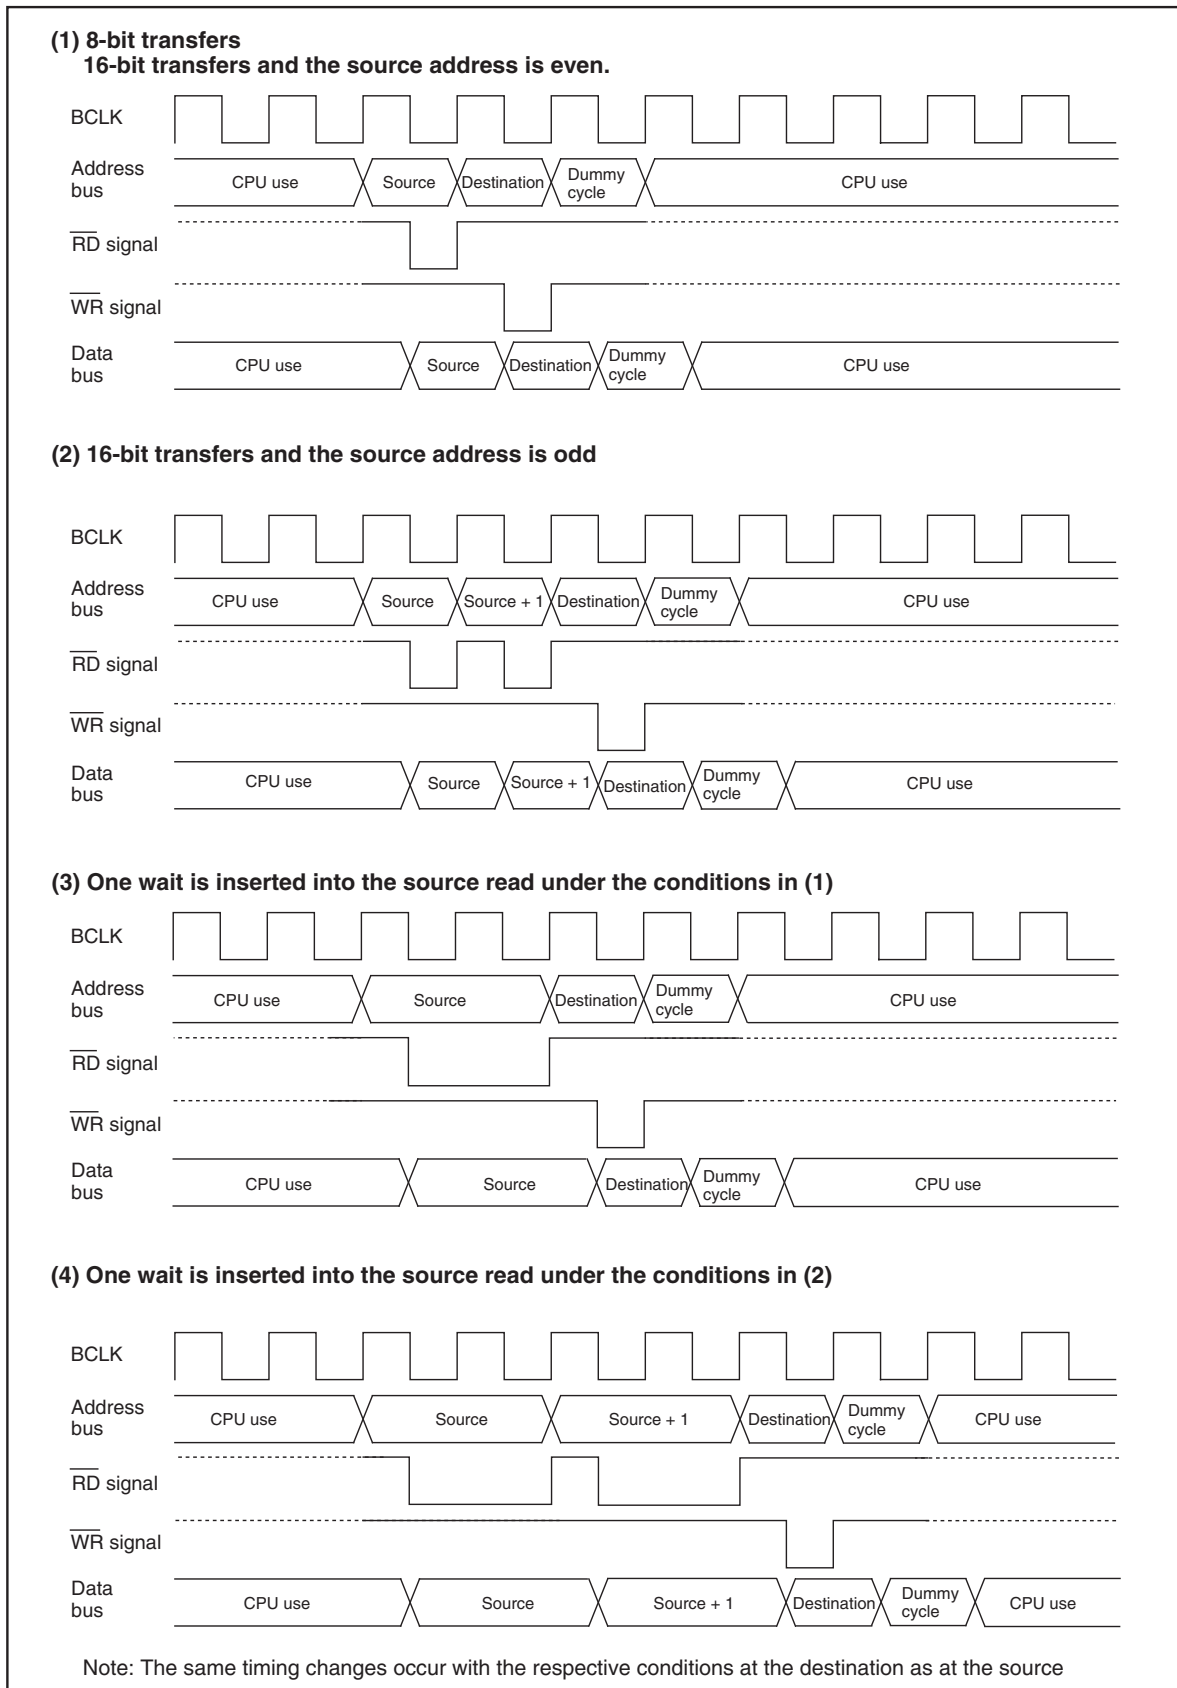 (1) 8-bit transfers
16-bit transfers and the source address is even.
BCLK
Address
bus
CPU use
Source
Destination
Dummy
cycle
CPU use
RD signal
WR signal
Data
bus
CPU use
Source
Destination
Dummy
cycle
CPU use
(2) 16-bit transfers and the source address is odd
BCLK
Address
bus
CPU use
Source
Source + 1
Destination
Dummy
cycle
CPU use
RD signal
WR signal
Data
bus
CPU use
Source
Source + 1
Destination
Dummy
cycle
CPU use
(3) One wait is inserted into the source read under the conditions in (1)
BCLK
Address
bus
CPU use
Source
Destination
Dummy
cycle
CPU use
RD signal
WR signal
Data
bus
CPU use
Source
Destination
Dummy
cycle
CPU use
(4) One wait is inserted into the source read under the conditions in (2)
BCLK
Address
bus
CPU use
Source
Source + 1
Destination
Dummy
cycle
CPU use
RD signal
WR signal
Data
bus
CPU use
Source
Source + 1
Destination
Dummy
cycle
CPU use
Note: The same timing changes occur with the respective conditions at the destination as at the source